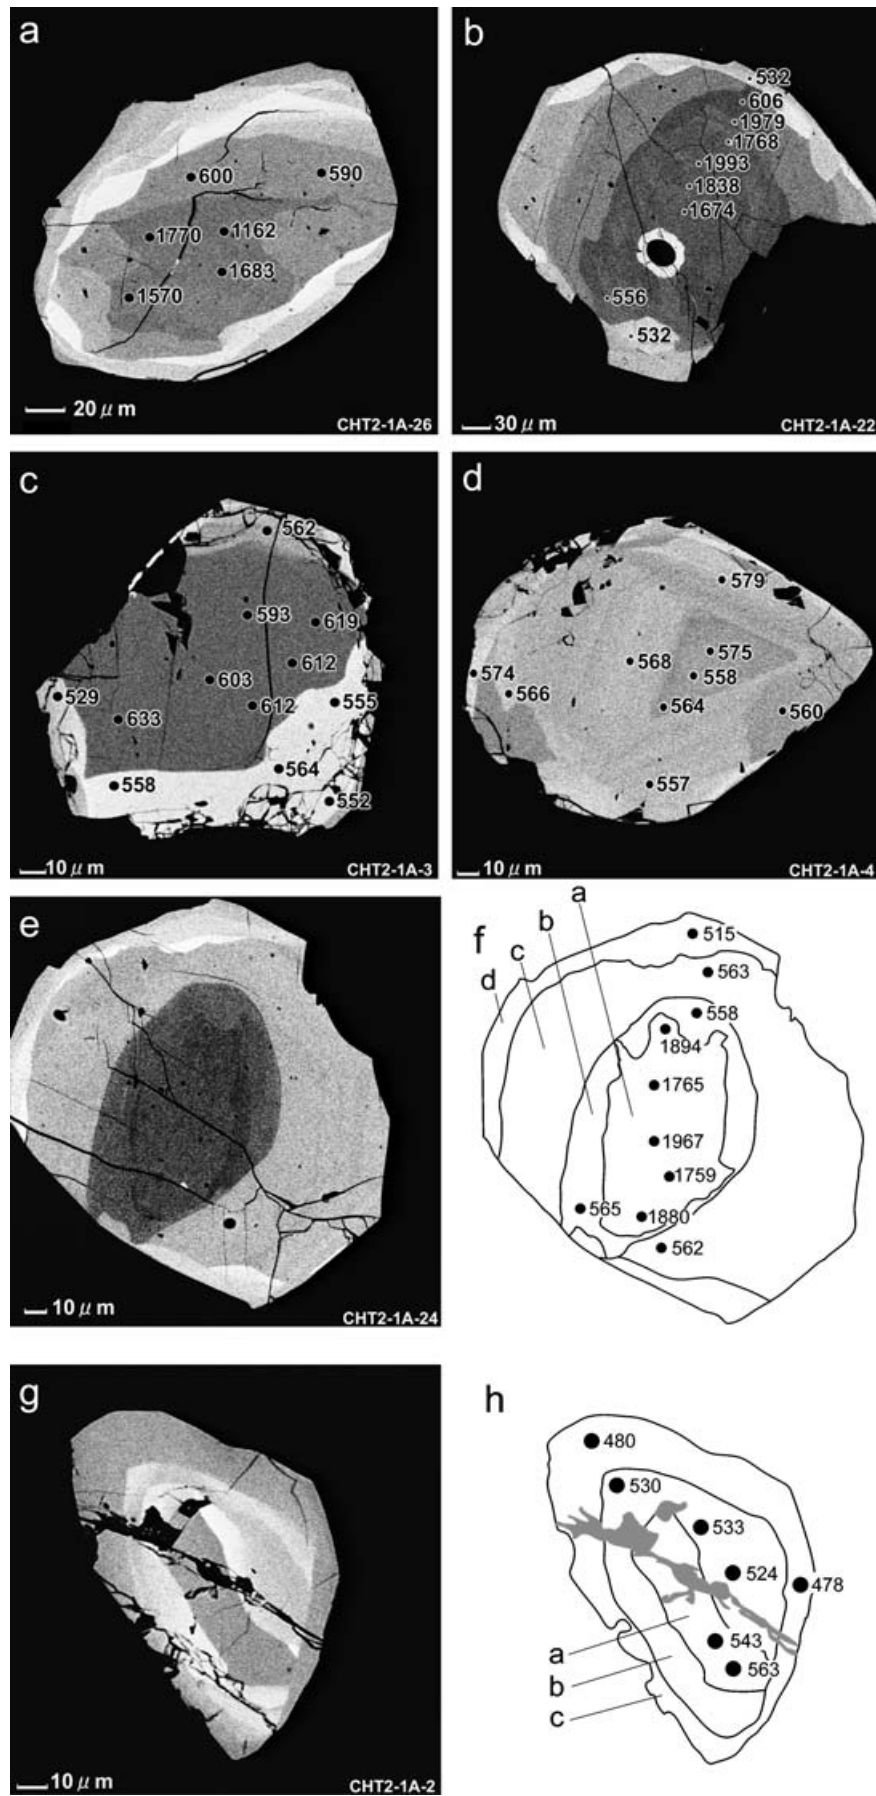 a
600
590
1770
1162
1683
1570
20 μm
CHT2-1A-26
b
532
606
1979
1768
1993
1838
1674
556
532
30 μm
CHT2-1A-22
c
562
593
619
612
603
529
633
612
555
564
558
552
10 μm
CHT2-1A-3
d
579
575
568
574
558
566
564
560
557
10 μm
CHT2-1A-4
e
10 μm
CHT2-1A-24
f
a
b
c
d
515
563
558
1894
1765
1967
1759
565
1880
562
g
10 μm
CHT2-1A-2
h
480
530
533
524
478
543
563
a
b
c